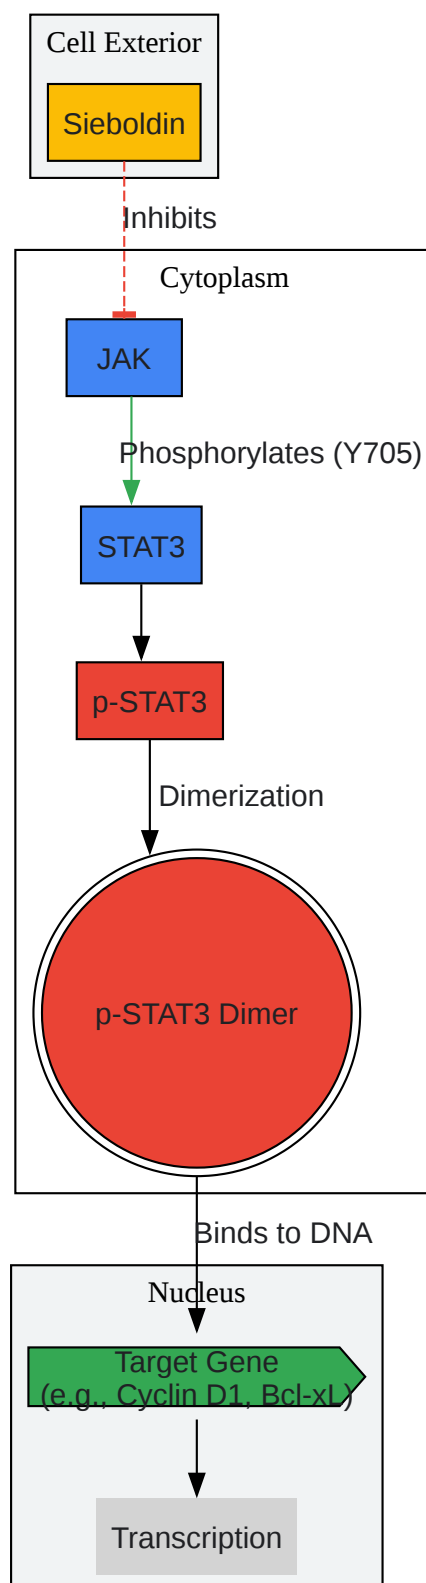 Cell Exterior
Sieboldin
Inhibits
Cytoplasm
JAK
Phosphorylates (Y705)
STAT3
p-STAT3
Dimerization
p-STAT3 Dimer
Binds to DNA
Nucleus
Target Gene
(e.g., Cyclin D1, Bcl-xL)
Transcription